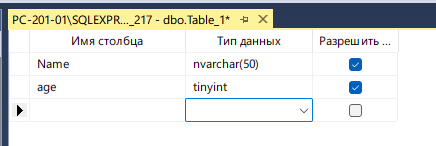 PC-201-01\SQLEXPR..._217 - dbo.Table_1*
Имя столбца Тип данных Разрешить ...
Name nvarchar(50)
age tinyint